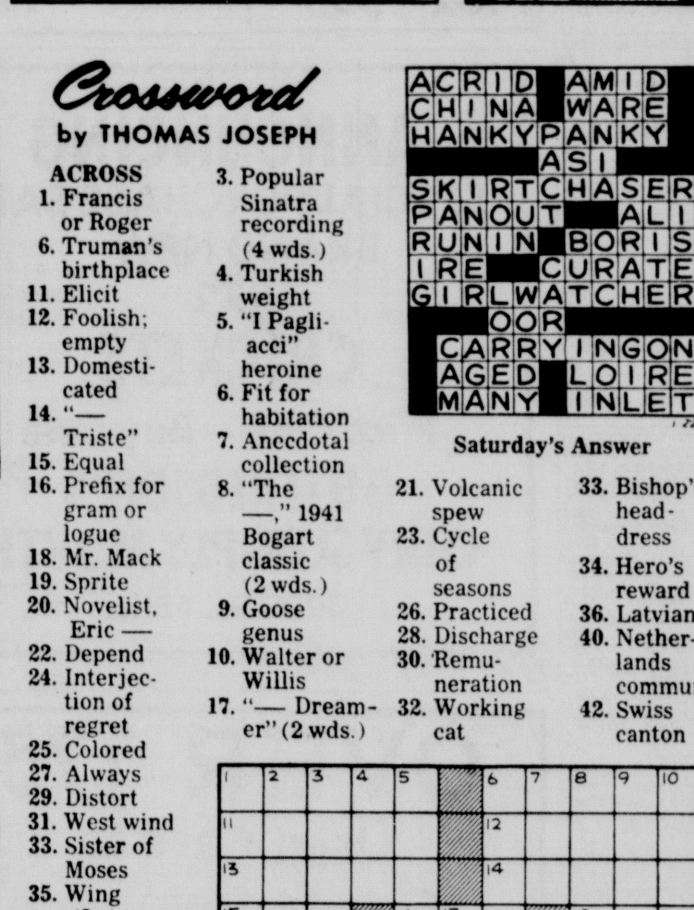 Crossword
by THOMAS JOSEPH
ACROSS
1. Francis
or Roger
6. Truman's
birthplace
11. Elicit
12. Foolish;
empty
13. Domesti-
cated
14. "—
Triste"
15. Equal
16. Prefix for
gram or
logue
18. Mr. Mack
19. Sprite
20. Novelist,
Eric —
22. Depend
24. Interjec-
tion of
regret
25. Colored
27. Always
29. Distort
31. West wind
33. Sister of
Moses
35. Wing
3. Popular
Sinatra
recording
(4 wds.)
4. Turkish
weight
5. "I Pagli-
acci"
heroine
6. Fit for
habitation
7. Anecdotal
collection
8. "The
—," 1941
Bogart
classic
(2 wds.)
9. Goose
genus
10. Walter or
Willis
17. "— Dream-
er" (2 wds.)
ACRID AMID
CHINA WARE
HANKYPANKY
ASI
SKIRTCHASER
PANOUT ALI
RUNIN BORIS
IRE CURATE
GIRLWATCHER
OOR
CARRYINGON
AGED LOIRE
MANY INLET
Saturday's Answer
21. Volcanic
spew
23. Cycle
of
seasons
26. Practiced
28. Discharge
30. Remu-
neration
32. Working
cat
33. Bishop'
head-
dress
34. Hero's
reward
36. Latvian
40. Nether-
lands
commu
42. Swiss
canton
1 2 3 4 5 6 7 8 9 10
11 12
13 14